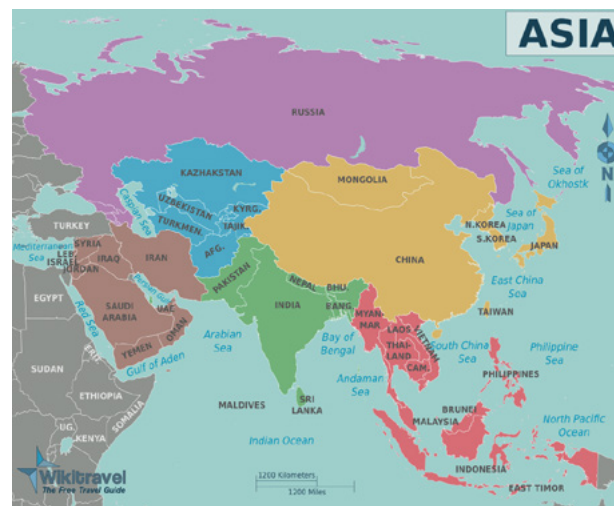 ASIA
RUSSIA
N
Sea of
Okhostk
KAZHAKSTAN
MONGOLIA
UZBEKISTAN
KYRG.
TURKMEN.
TAJIK.
Caspian Sea
N.KOREA
Sea of
Japan
S.KOREA
JAPAN
TURKEY
Mediterranean
Sea
SYRIA
LEB.
ISRAEL
JORDAN
IRAQ
IRAN
AFG.
CHINA
PAKISTAN
NEPAL
BHU.
East China
Sea
EGYPT
Persian Gulf
SAUDI
ARABIA
UAE
OMAN
INDIA
BANG.
MYAN-
MAR
TAIWAN
Red Sea
LAOS
VIETNAM
THAI-
LAND
CAM.
South China
Sea
Arabian
Sea
Bay of
Bengal
Philippine
Sea
YEMEN
ERIT.
Gulf of Aden
SUDAN
Andaman
Sea
PHILIPPINES
ETHIOPIA
SOMALIA
SRI
LANKA
MALDIVES
BRUNEI
MALAYSIA
North Pacific
Ocean
UG.
KENYA
Indian Ocean
INDONESIA
EAST TIMOR
Wikitravel
The Free Travel Guide
1200 Kilometers
1200 Miles